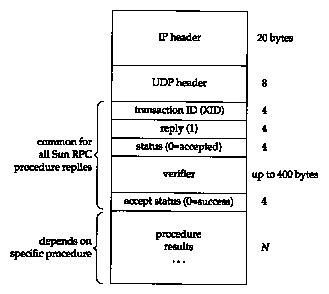 IP header 20 bytes
UDP header 8
transaction ID (XID) 4
reply (1) 4
status (0=accepted) 4
common for
all Sun RPC
procedure replies
verifier up to 400 bytes
accept status (0=success) 4
depends on
specific procedure
procedure
results
. . .
N